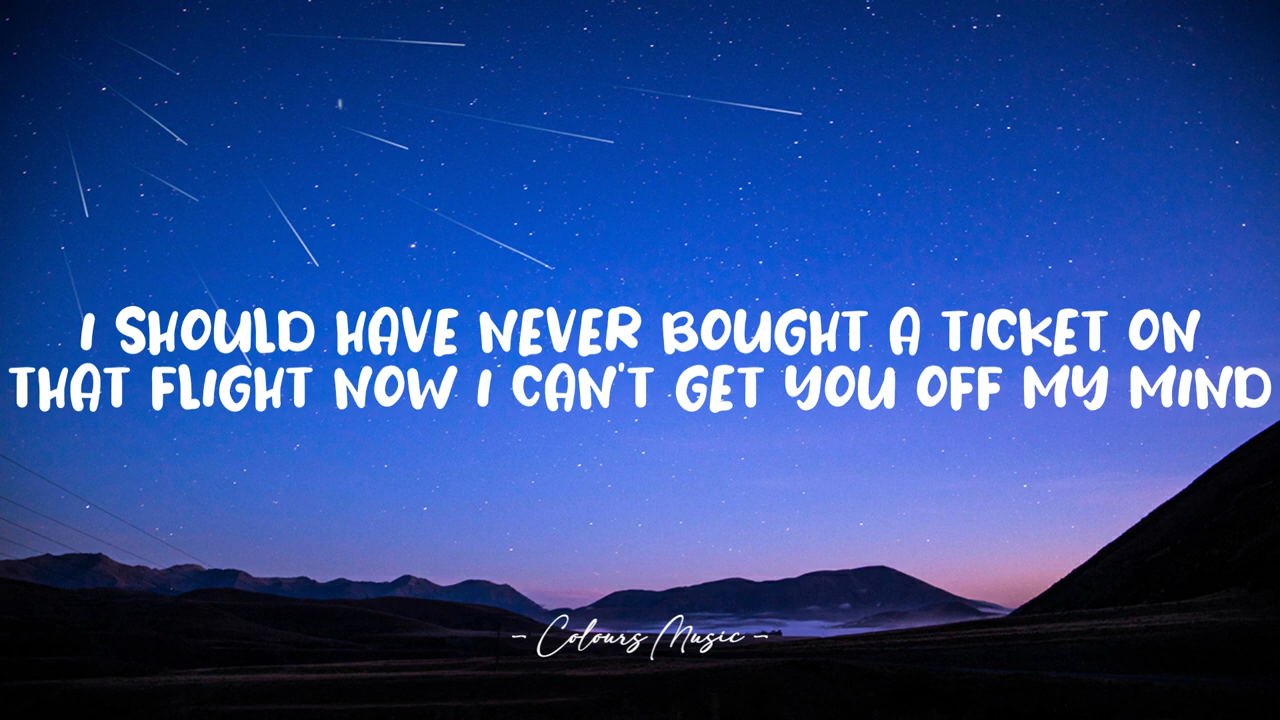 I SHOULD HAVE NEVER BOUGHT A TICKET ON
THAT FLIGHT NOW I CAN'T GET YOU OFF MY MIND
~ Colours Music ~